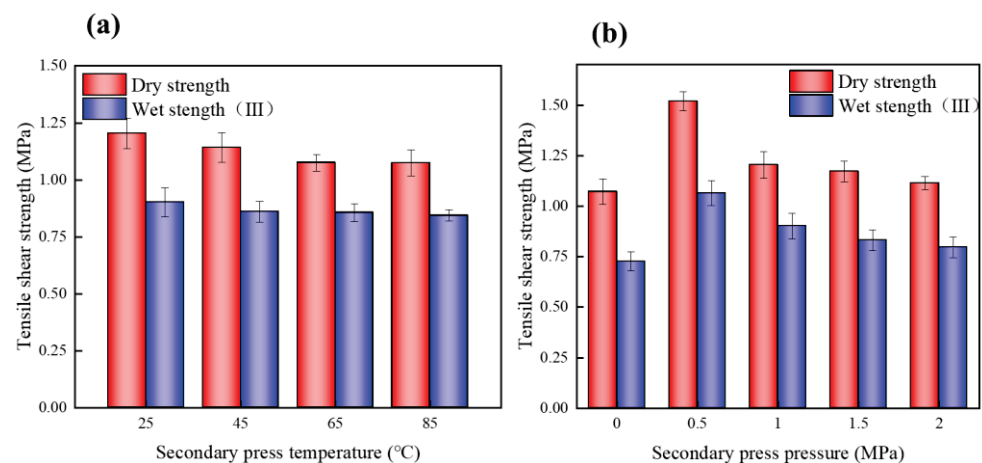 (a)
1.50
1.25
1.00
0.75
0.50
0.25
0.00
Tensile shear strength (MPa)
Dry strength
Wet stength（III）
25 45 65 85
Secondary press temperature (℃)
(b)
1.50
1.25
1.00
0.75
0.50
0.25
0.00
Tensile shear strength (MPa)
Dry strength
Wet stength（III）
0 0.5 1 1.5 2
Secondary press pressure (MPa)